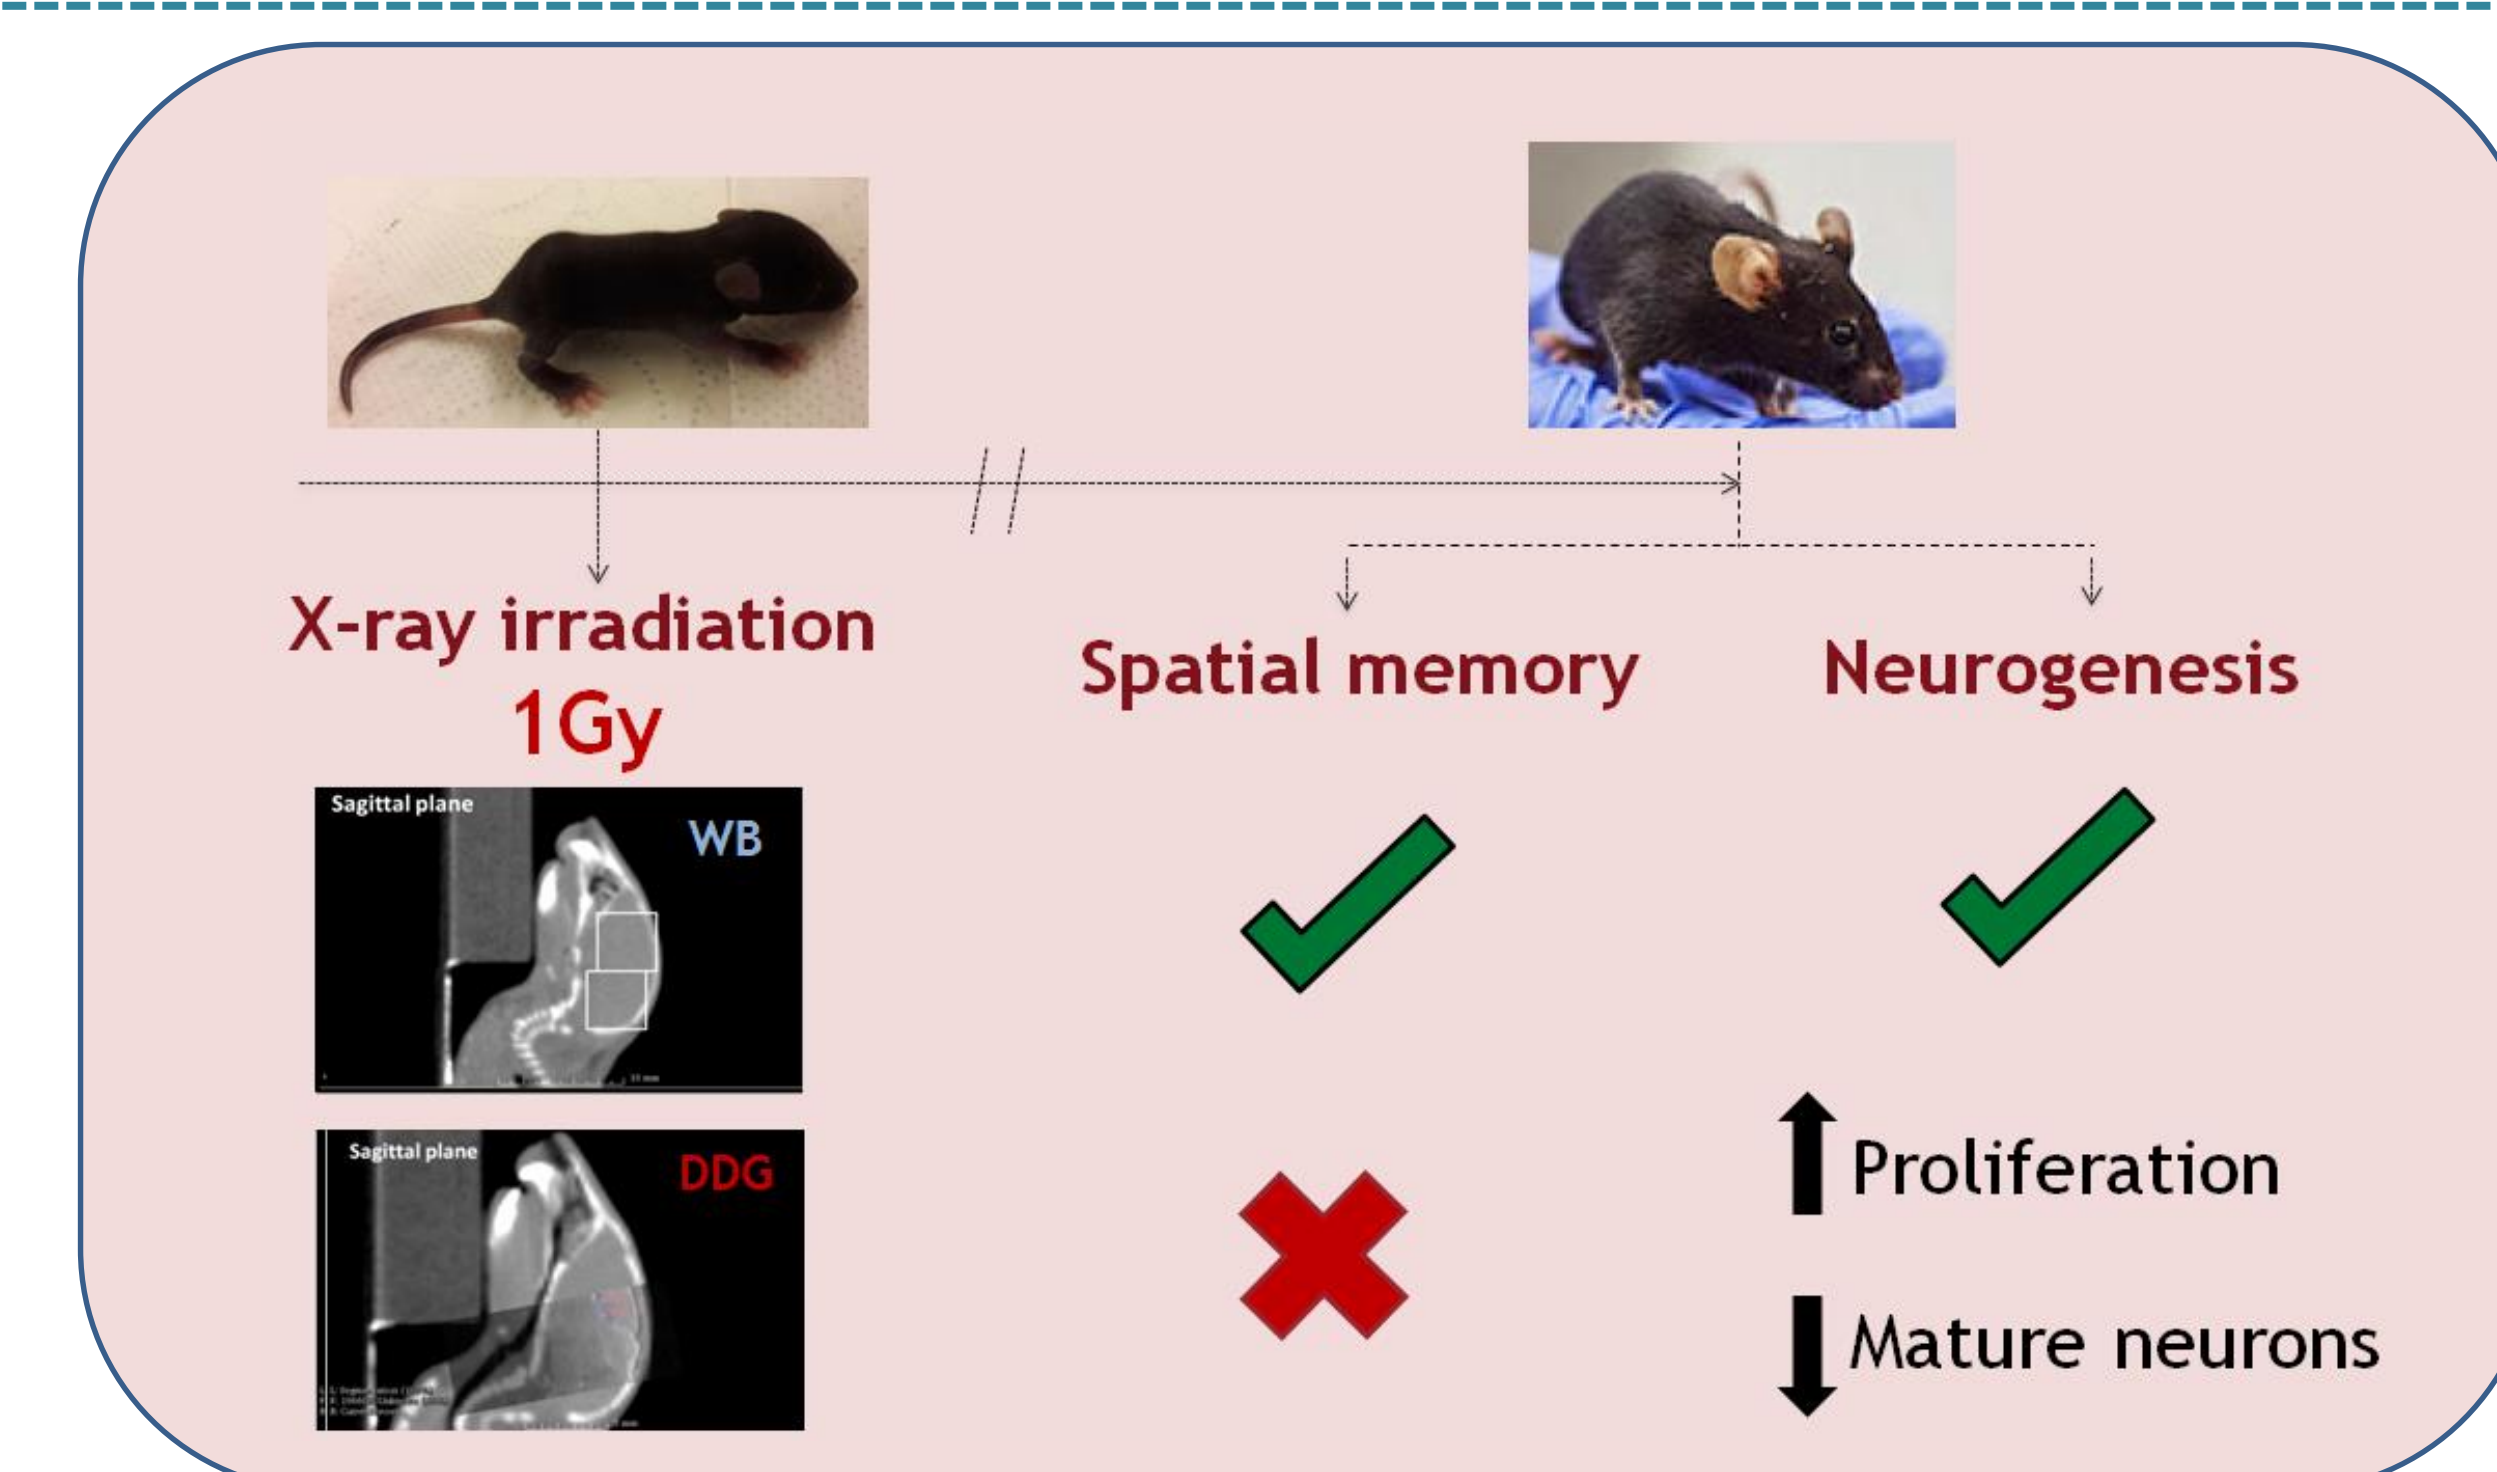 X-ray irradiation
1Gy
Spatial memory
Neurogenesis
Sagittal plane
WB
Sagittal plane
DDG
Proliferation
Mature neurons